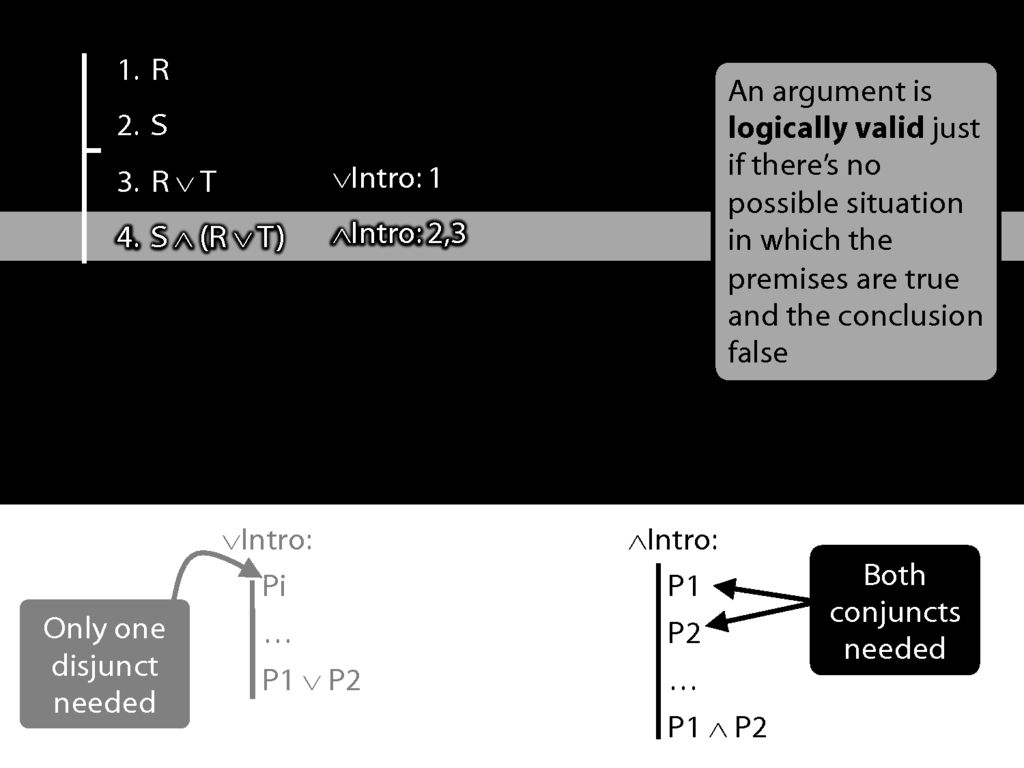 1. R
2. S
3. R ∨ T ∨Intro: 1
4. S ∧ (R ∨ T) ∧Intro: 2,3
An argument is
logically valid just
if there’s no
possible situation
in which the
premises are true
and the conclusion
false
∨Intro:
Pi
…
P1 ∨ P2
Only one
disjunct
needed
∧Intro:
P1
P2
…
P1 ∧ P2
Both
conjuncts
needed